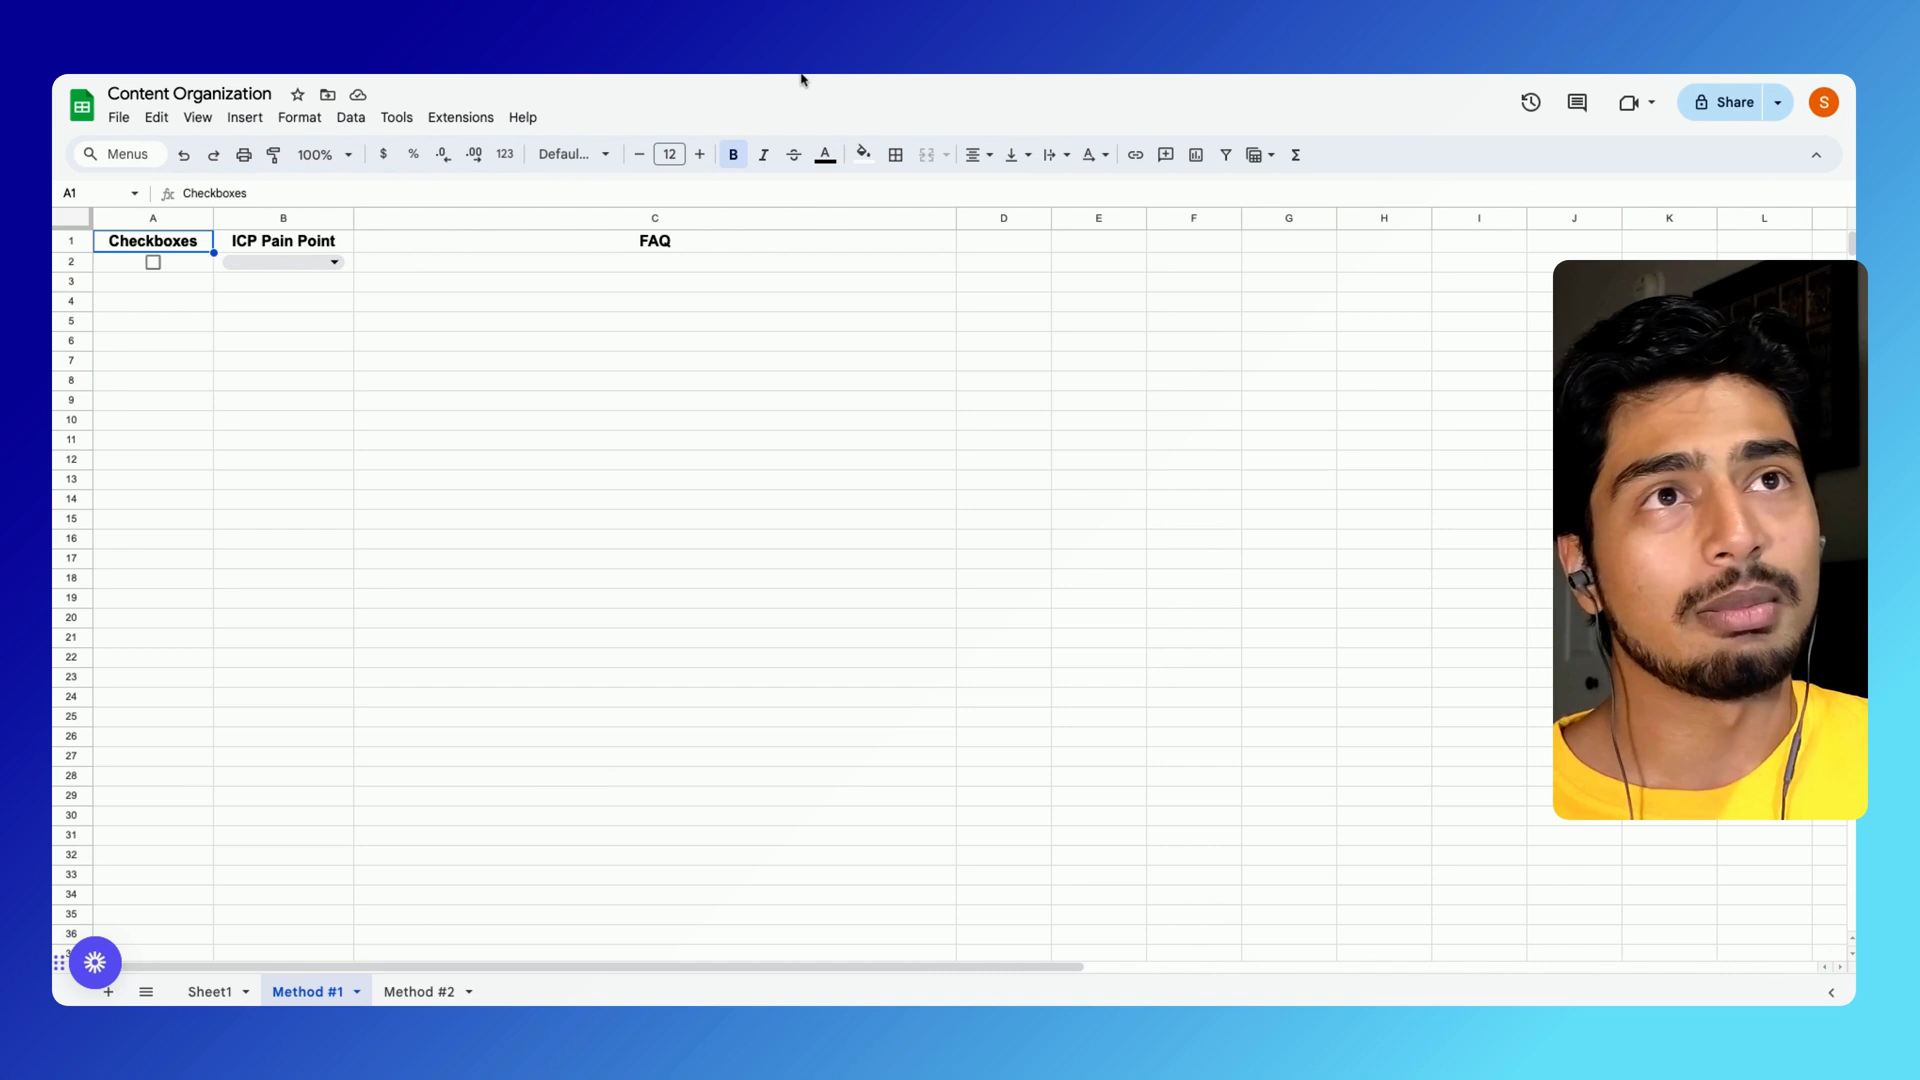 Content Organization
File Edit View Insert Format Data Tools Extensions Help
Share
S
Menus
100%
$ % .0 .00 123
Defaul...
12
B I A
A1
fx Checkboxes
A B C D E F G H I J K L
1 Checkboxes ICP Pain Point FAQ
2
3
4
5
6
7
8
9
10
11
12
13
14
15
16
17
18
19
20
21
22
23
24
25
26
27
28
29
30
31
32
33
34
35
36
Sheet1 Method #1 Method #2